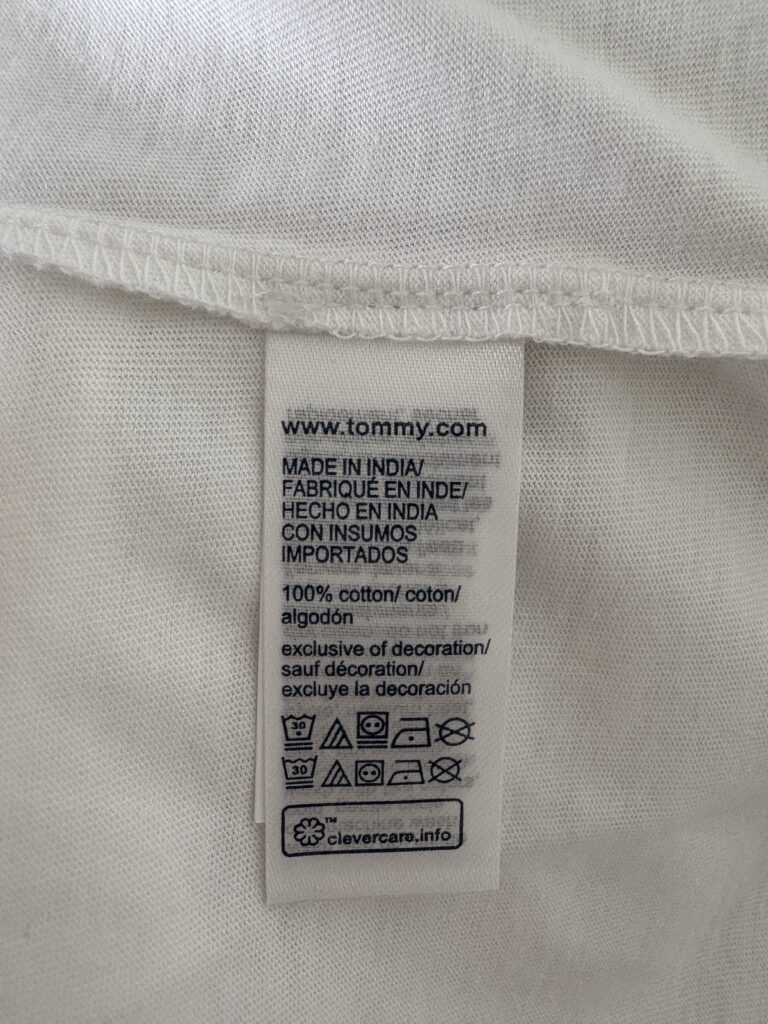 www.tommy.com
MADE IN INDIA/
FABRIQUÉ EN INDE/
HECHO EN INDIA
CON INSUMOS
IMPORTADOS
100% cotton/ coton/
algodón
exclusive of decoration/
sauf décoration/
excluye la decoración
30
30
™
clevercare.info